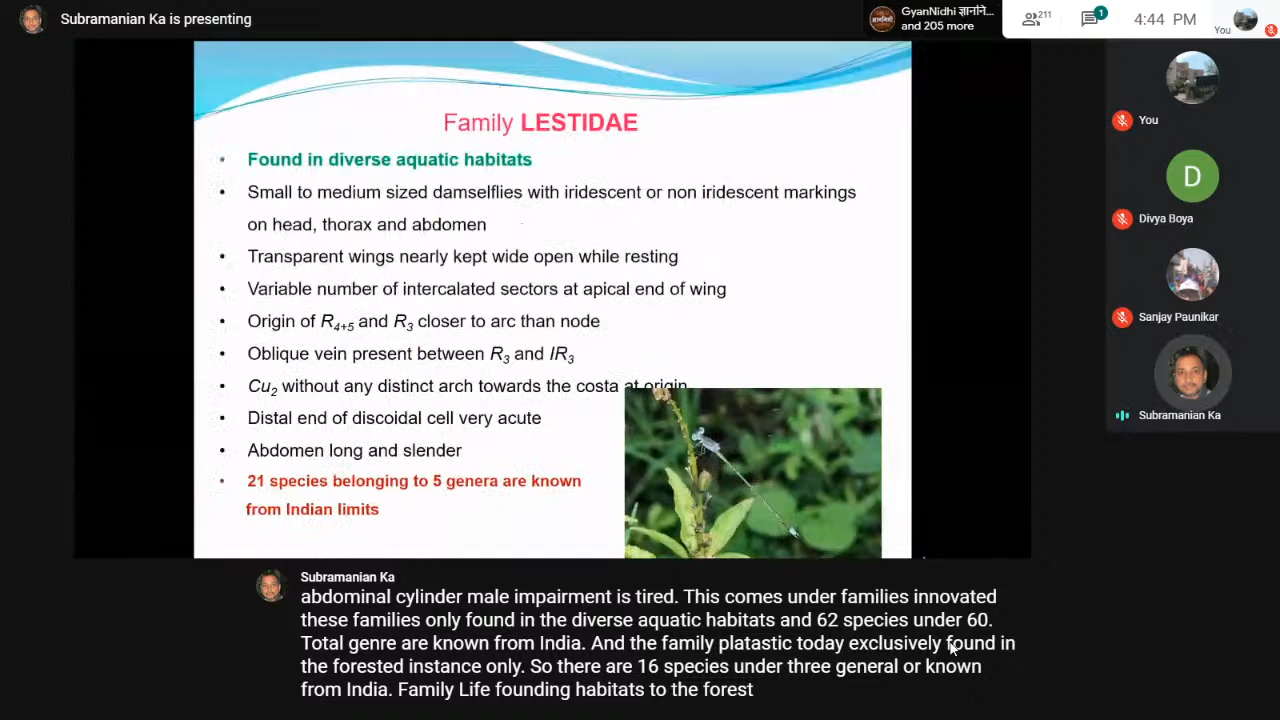 Subramanian Ka is presenting
GyanNidhi ज्ञाननि...
and 205 more
211
1
4:44 PM
You
Family LESTIDAE
• Found in diverse aquatic habitats
• Small to medium sized damselflies with iridescent or non iridescent markings
on head, thorax and abdomen
• Transparent wings nearly kept wide open while resting
• Variable number of intercalated sectors at apical end of wing
• Origin of R4+5 and R3 closer to arc than node
• Oblique vein present between R3 and IR3
• Cu2 without any distinct arch towards the costa at origin
• Distal end of discoidal cell very acute
• Abdomen long and slender
• 21 species belonging to 5 genera are known
from Indian limits
You
D
Divya Boya
Sanjay Paunikar
Subramanian Ka
Subramanian Ka
abdominal cylinder male impairment is tired. This comes under families innovated
these families only found in the diverse aquatic habitats and 62 species under 60.
Total genre are known from India. And the family platastic today exclusively found in
the forested instance only. So there are 16 species under three general or known
from India. Family Life founding habitats to the forest